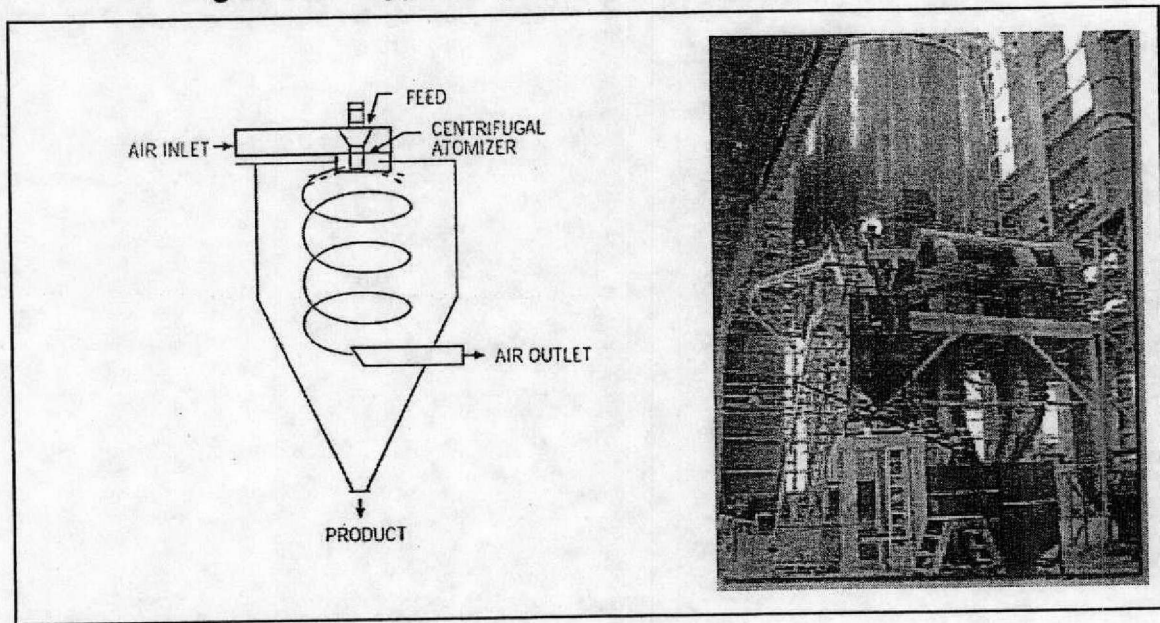 FEED
CENTRIFUGAL
ATOMIZER
AIR INLET
AIR OUTLET
PRODUCT